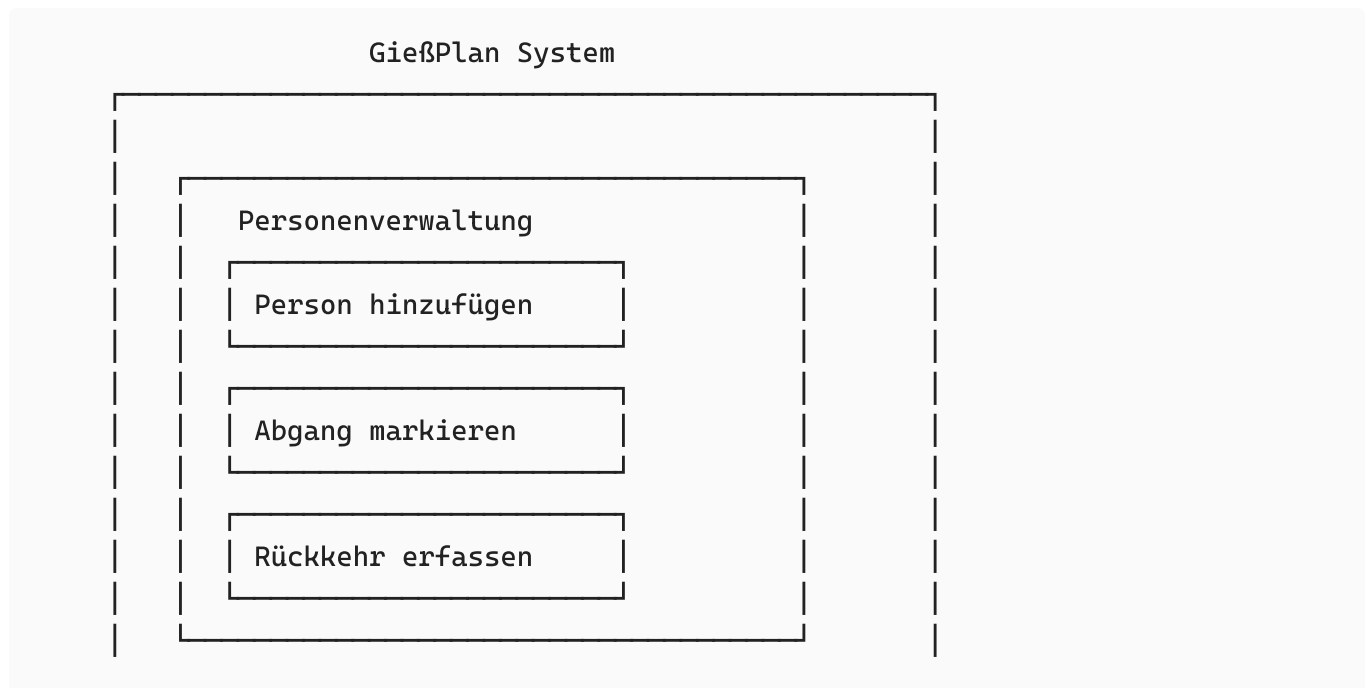 GießPlan System
Personenverwaltung
Person hinzufügen
Abgang markieren
Rückkehr erfassen